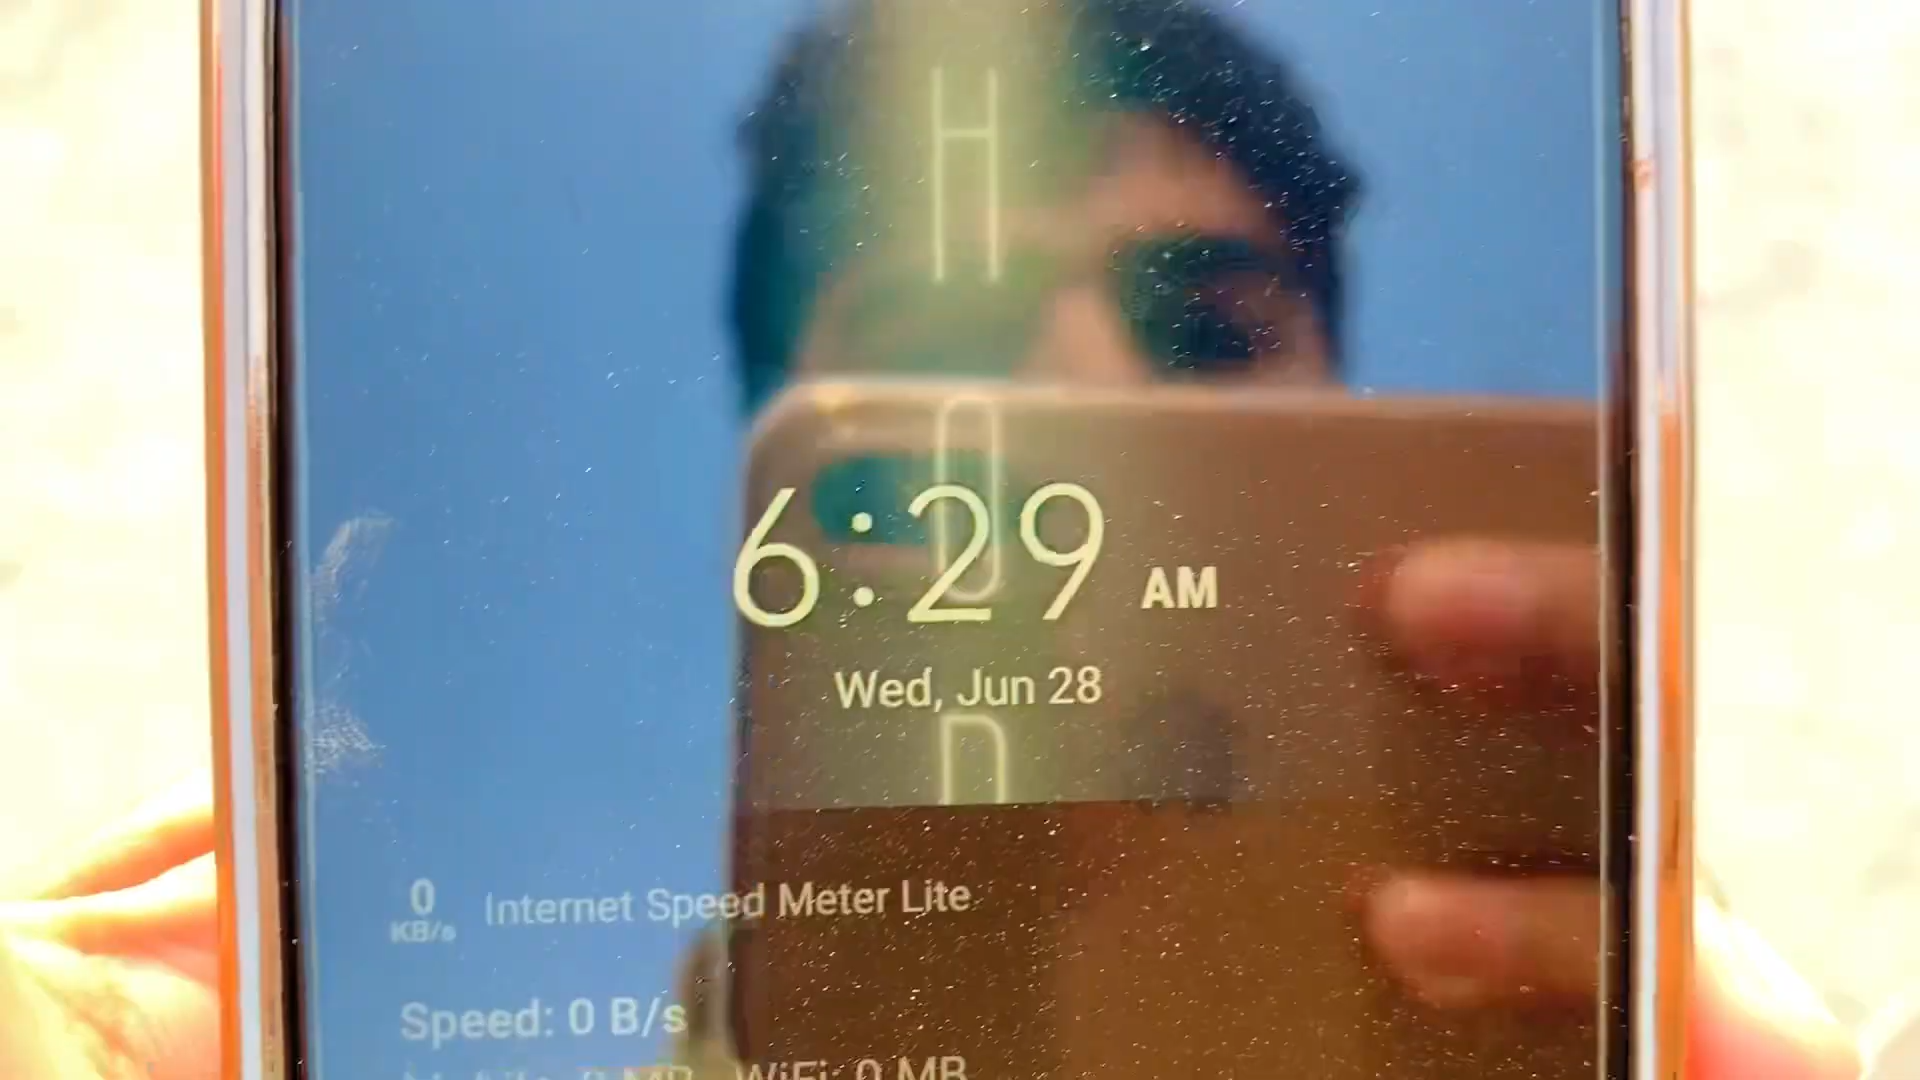 6:29 AM
Wed, Jun 28
0
KB/s
Internet Speed Meter Lite
Speed: 0 B/s
WiFi: 0 MB